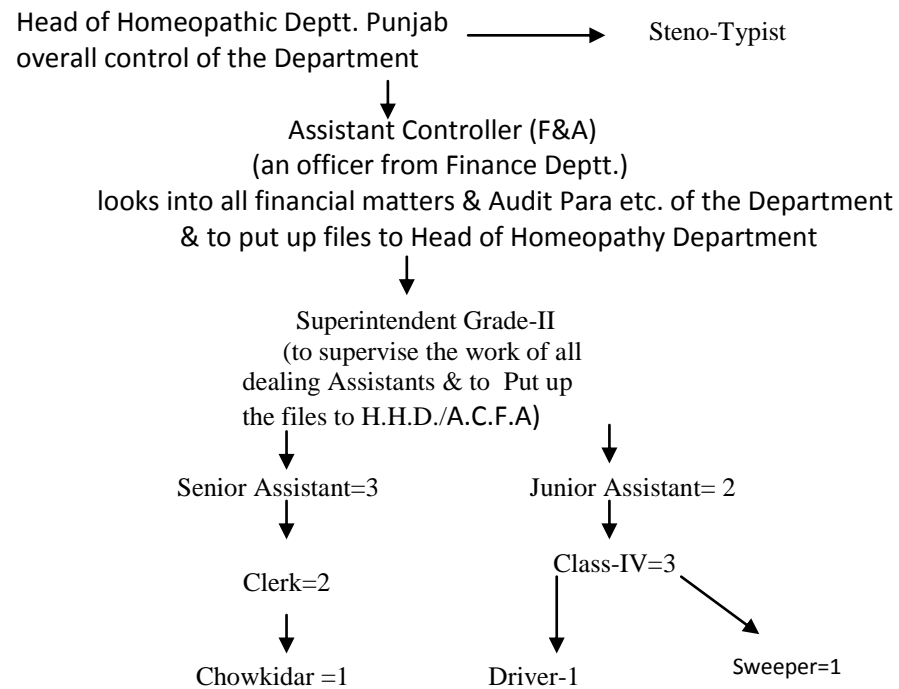 Head of Homeopathic Deptt. Punjab
overall control of the Department
Steno-Typist
Assistant Controller (F&A)
(an officer from Finance Deptt.)
looks into all financial matters & Audit Para etc. of the Department
& to put up files to Head of Homeopathy Department
Superintendent Grade-II
(to supervise the work of all
dealing Assistants & to Put up
the files to H.H.D./A.C.F.A)
Senior Assistant=3
Junior Assistant= 2
Clerk=2
Class-IV=3
Chowkidar =1
Driver-1
Sweeper=1